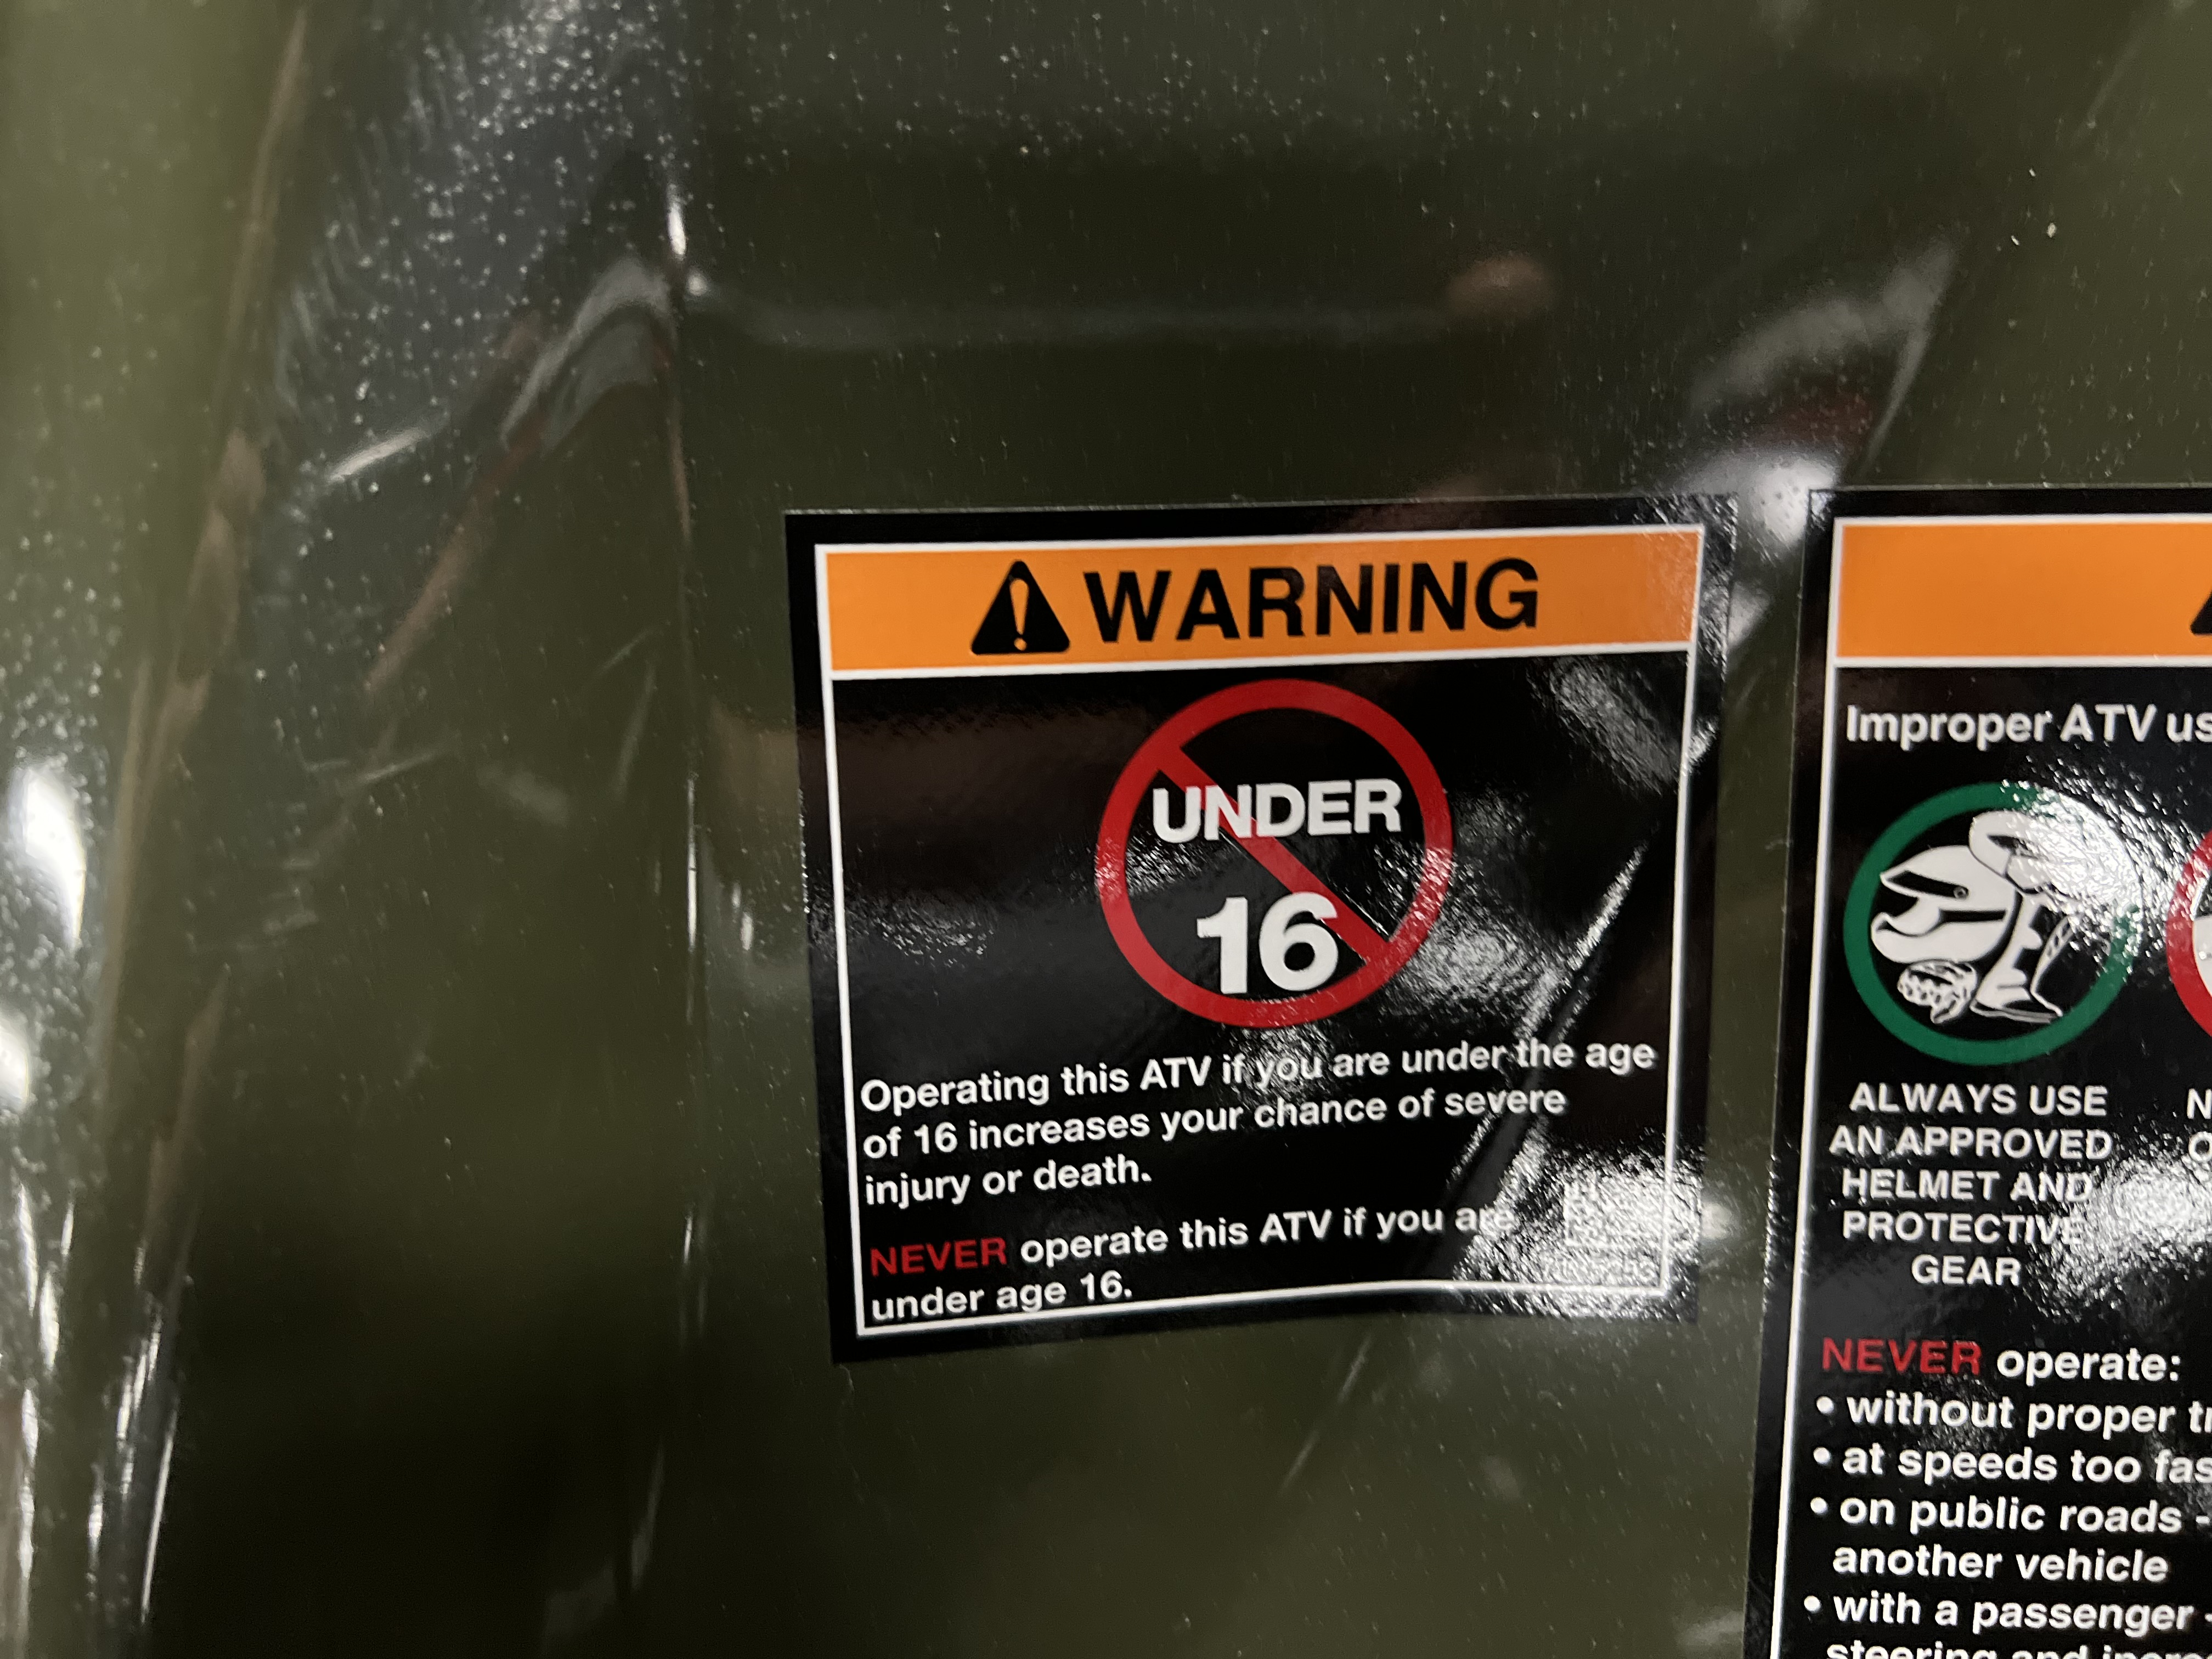 WARNING
UNDER
16
Operating this ATV if you are under the age
of 16 increases your chance of severe
injury or death.
NEVER operate this ATV if you are
under age 16.
Improper ATV
ALWAYS USE
AN APPROVED
HELMET AND
PROTECTIVE
GEAR
NEVER operate:
• without proper
• at speeds too
• on public roads -
another vehicle
• with a passenger -
steering and